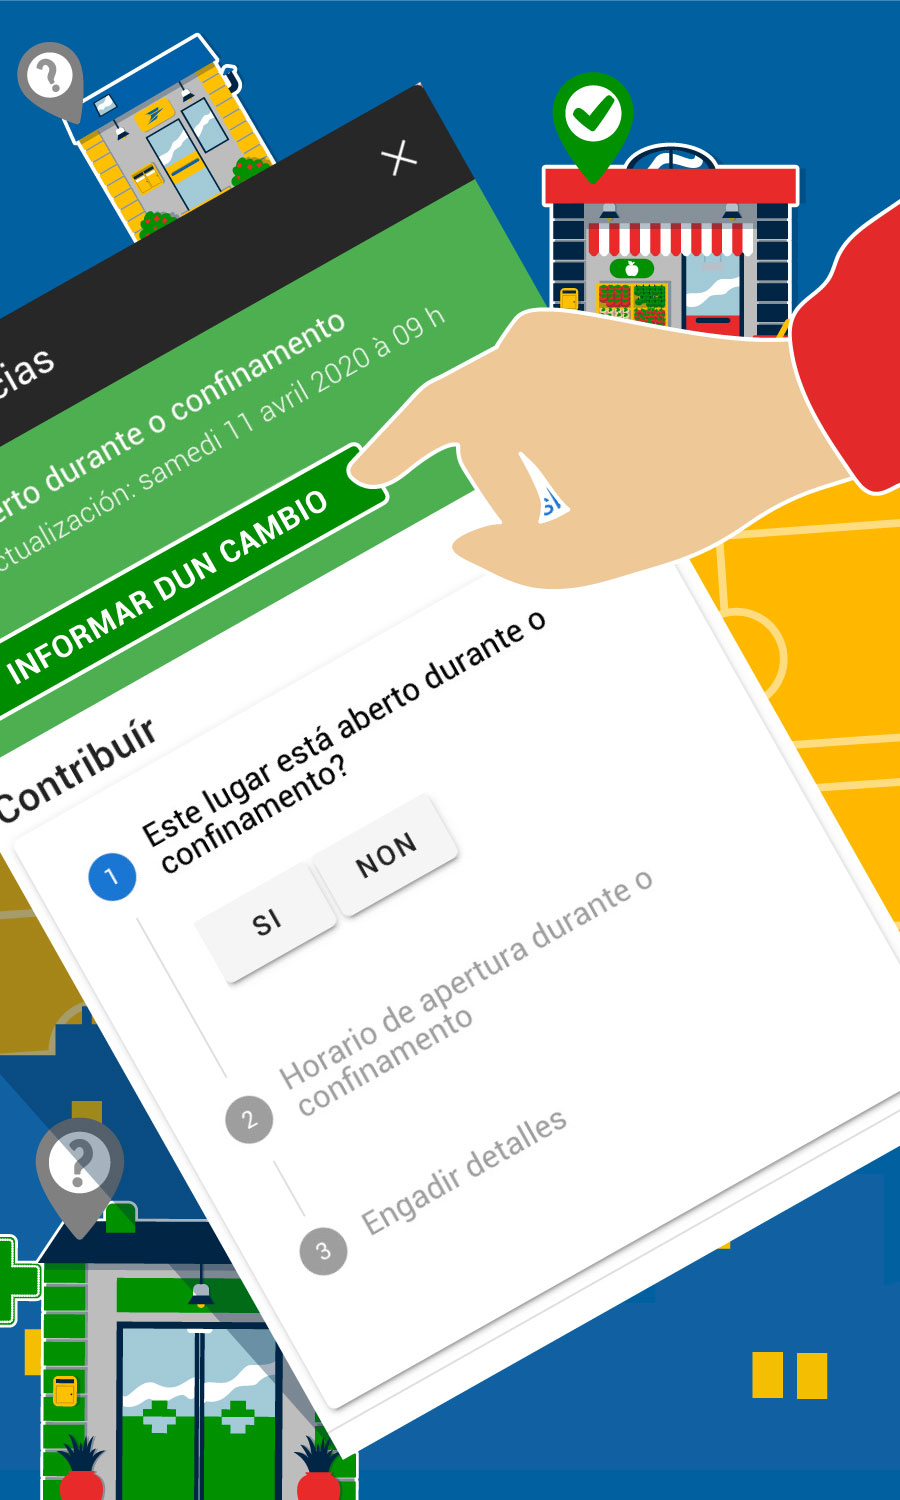 cias
erto durante o confinamento
ctualización: samedi 11 avril 2020 à 09 h
INFORMAR DUN CAMBIO
SÍ
Contribuír
1
Este lugar está aberto durante o
confinamento?
SI
NON
2
Horario de apertura durante o
confinamento
3
Engadir detalles